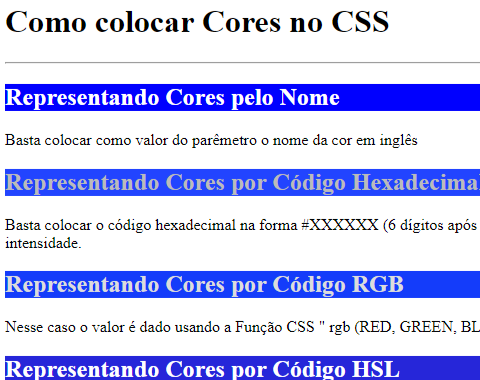 Como colocar Cores no CSS
Representando Cores pelo Nome
Basta colocar como valor do parêmetro o nome da cor em inglês
Representando Cores por Código Hexadecimal
Basta colocar o código hexadecimal na forma #XXXXXX (6 dígitos após
intensidade.
Representando Cores por Código RGB
Nesse caso o valor é dado usando a Função CSS " rgb (RED, GREEN, BL
Representando Cores por Código HSL